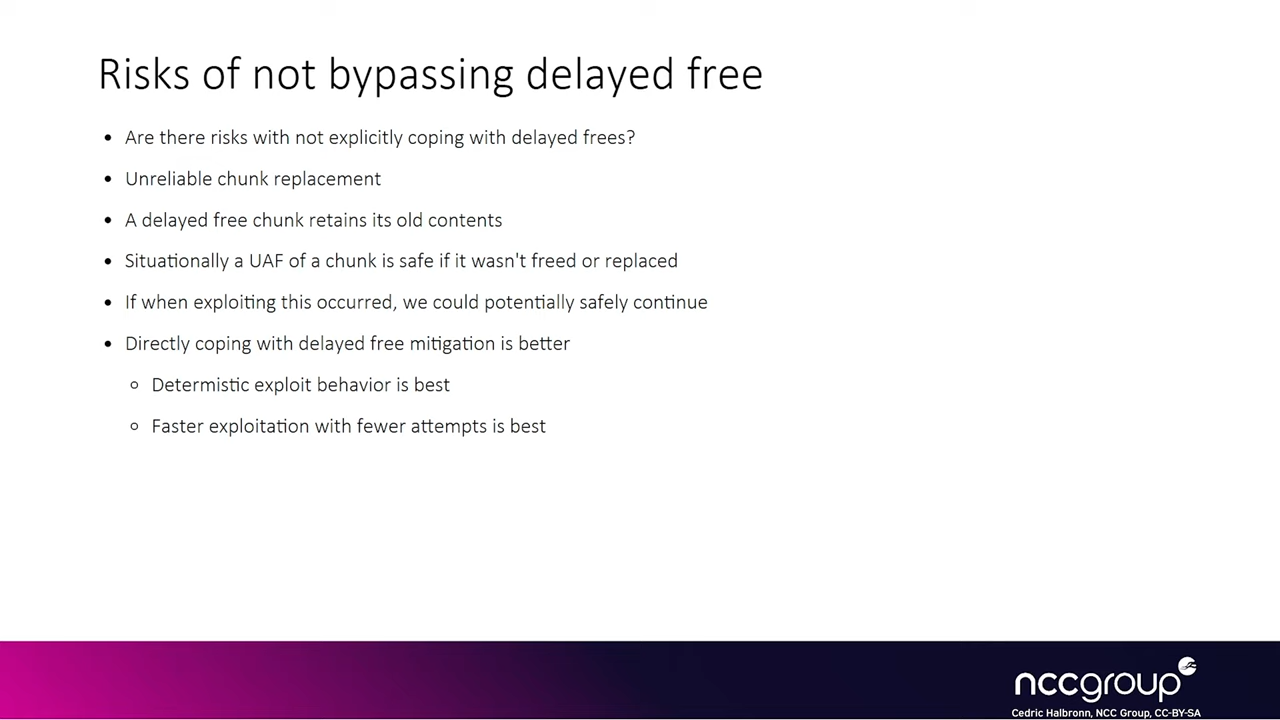 Risks of not bypassing delayed free
• Are there risks with not explicitly coping with delayed frees?
• Unreliable chunk replacement
• A delayed free chunk retains its old contents
• Situationally a UAF of a chunk is safe if it wasn't freed or replaced
• If when exploiting this occurred, we could potentially safely continue
• Directly coping with delayed free mitigation is better
○ Determistic exploit behavior is best
○ Faster exploitation with fewer attempts is best
nccgroup
Cedric Halbronn, NCC Group, CC-BY-SA